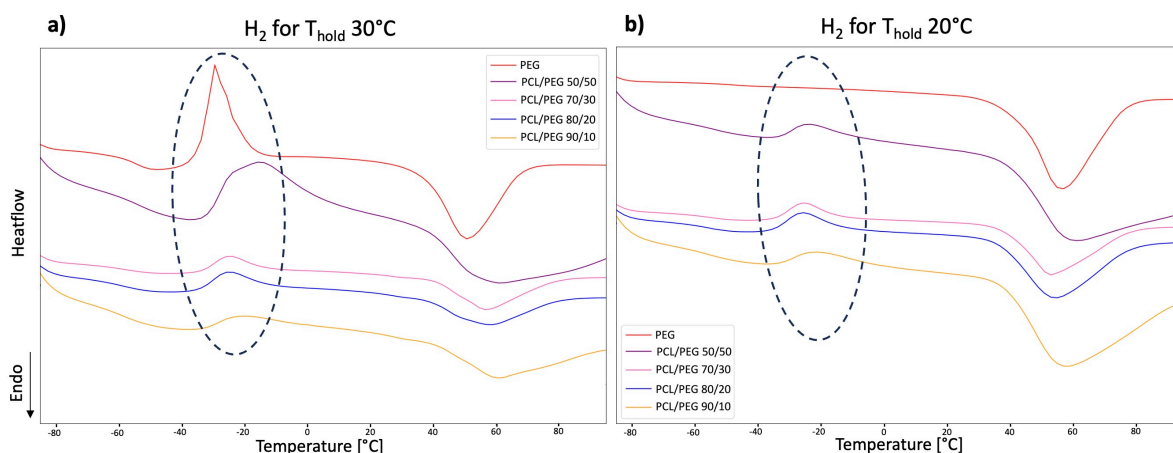 a)
H₂ for T_hold 30°C
PEG
PCL/PEG 50/50
PCL/PEG 70/30
PCL/PEG 80/20
PCL/PEG 90/10
Heatflow
Endo
-80 -60 -40 -20 0 20 40 60 80
Temperature [°C]
b)
H₂ for T_hold 20°C
PEG
PCL/PEG 50/50
PCL/PEG 70/30
PCL/PEG 80/20
PCL/PEG 90/10
-80 -60 -40 -20 0 20 40 60 80
Temperature [°C]